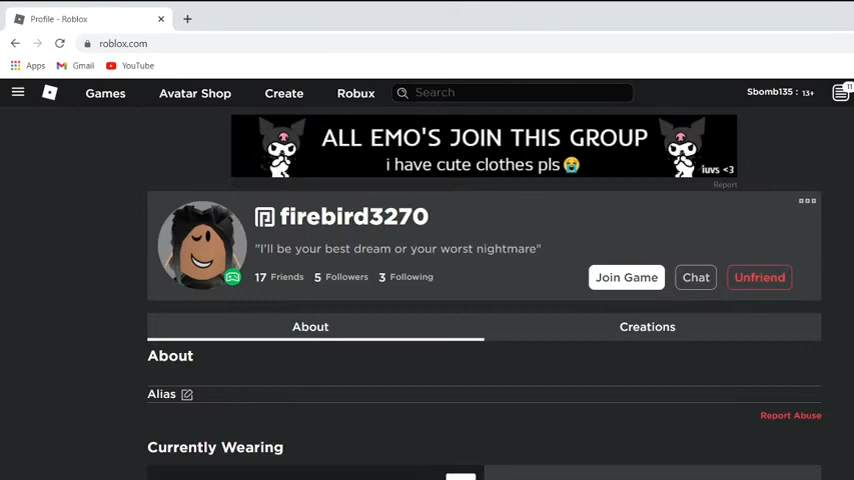 Profile - Roblox
roblox.com
Apps Gmail YouTube
Games Avatar Shop Create Robux Search Sbomb135 : 13+ 11
ALL EMO'S JOIN THIS GROUP
i have cute clothes pls😭
iuvs <3
Report
firebird3270
"I'll be your best dream or your worst nightmare"
17 Friends 5 Followers 3 Following Join Game Chat Unfriend
About Creations
About
Alias
Report Abuse
Currently Wearing